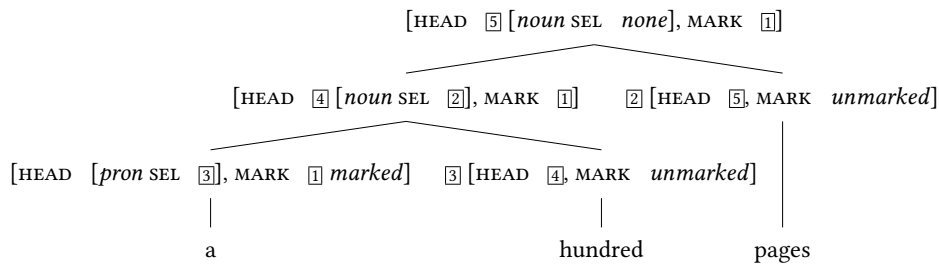 [HEAD 5 [noun SEL none], MARK 1]
[HEAD 4 [noun SEL 2], MARK 1] 2 [HEAD 5, MARK unmarked]
[HEAD [pron SEL 3], MARK 1 marked] 3 [HEAD 4, MARK unmarked]
a hundred pages